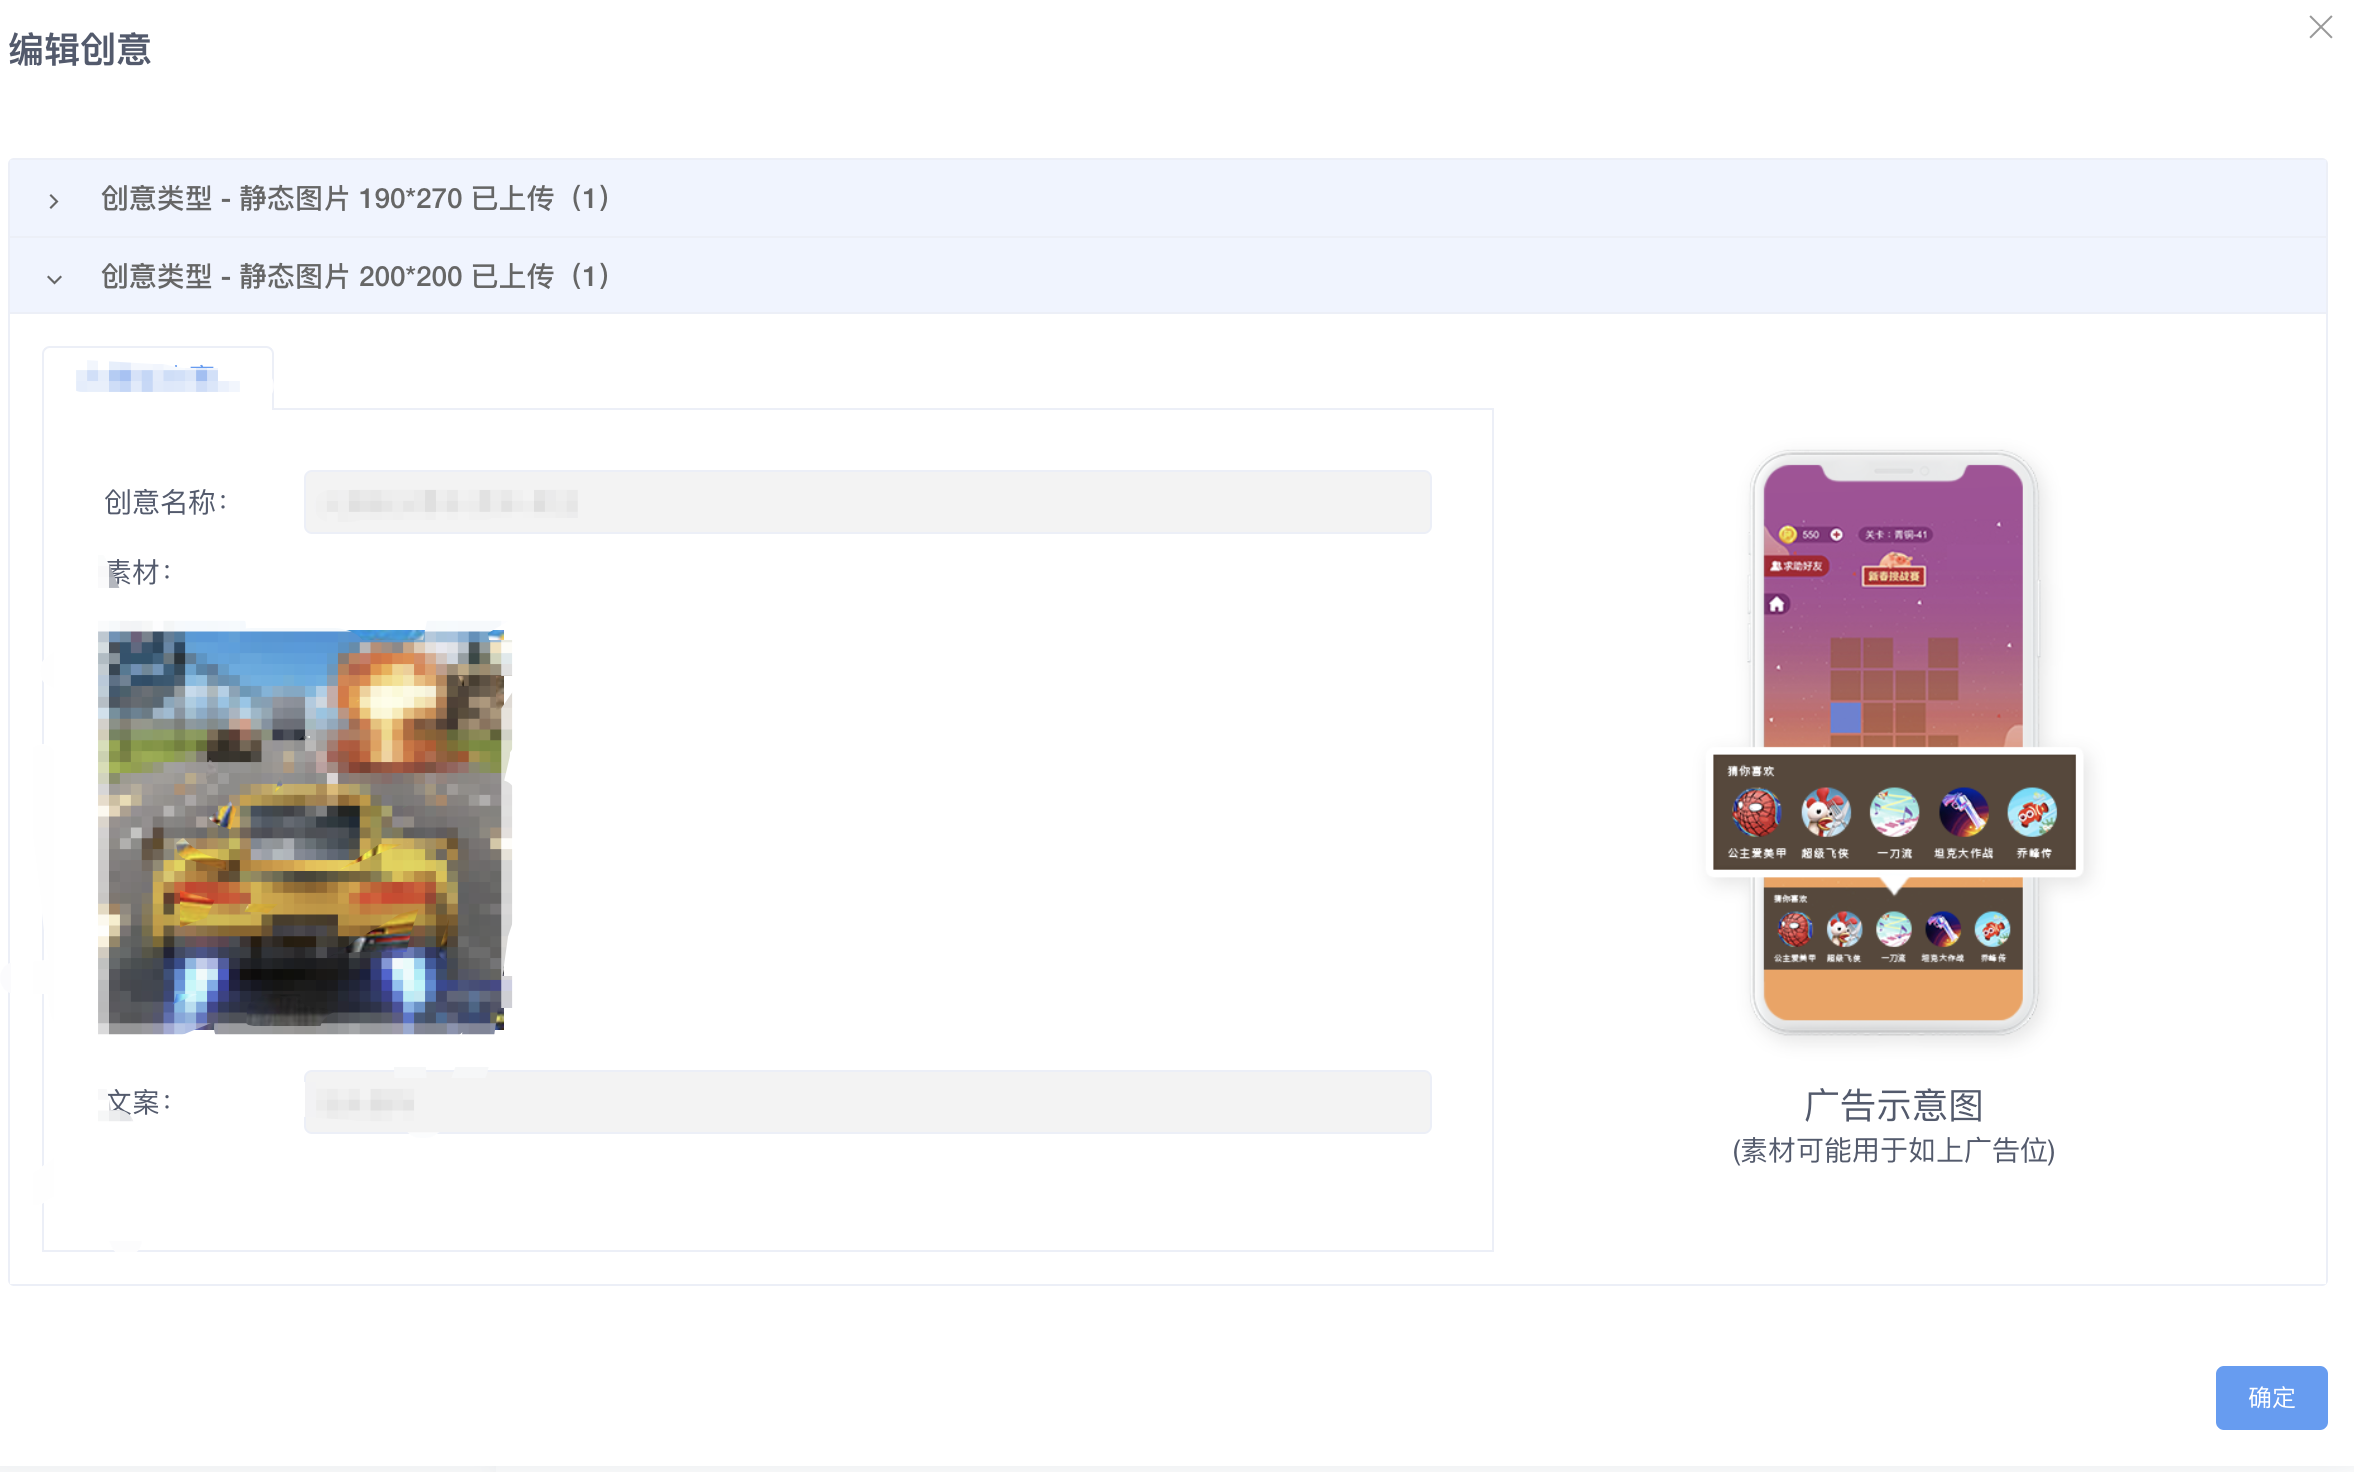 编辑创意
创意类型 - 静态图片 190*270 已上传（1）
创意类型 - 静态图片 200*200 已上传（1）
创意名称：
素材：
文案：
550
关卡：青铜-41
求助好友
新春挑战赛
猜你喜欢
公主爱美甲 超级飞侠 一刀流 坦克大作战 乔峰传
猜你喜欢
公主爱美甲 超级飞侠 一刀流 坦克大作战 乔峰传
广告示意图
(素材可能用于如上广告位)
确定